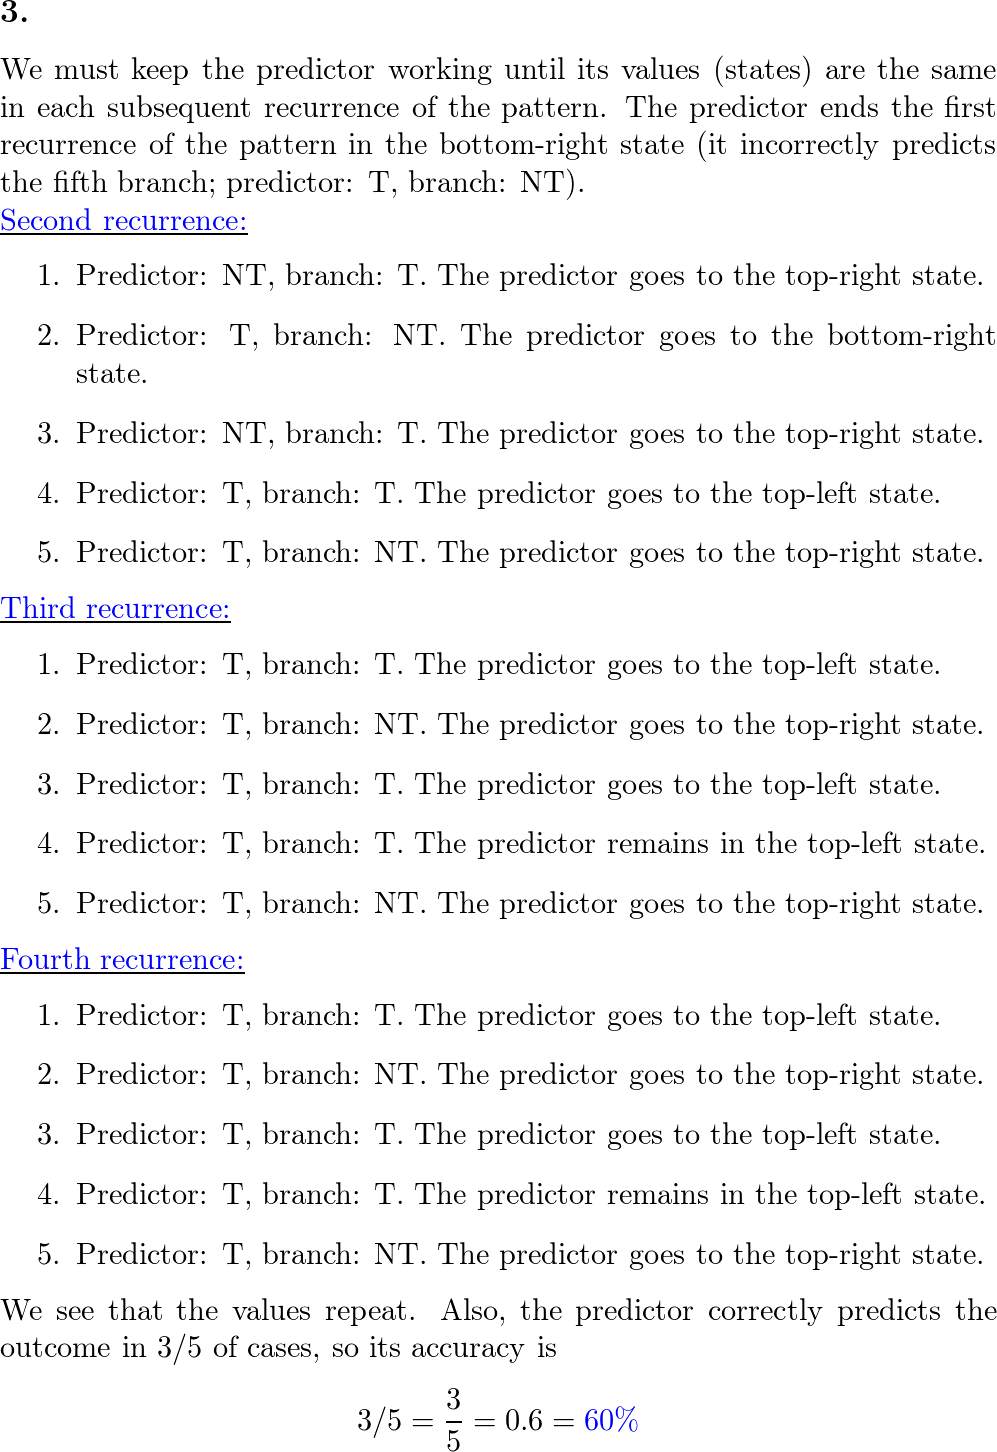 3.
We must keep the predictor working until its values (states) are the same
in each subsequent recurrence of the pattern. The predictor ends the first
recurrence of the pattern in the bottom-right state (it incorrectly predicts
the fifth branch; predictor: T, branch: NT).
Second recurrence:
1. Predictor: NT, branch: T. The predictor goes to the top-right state.
2. Predictor: T, branch: NT. The predictor goes to the bottom-right
state.
3. Predictor: NT, branch: T. The predictor goes to the top-right state.
4. Predictor: T, branch: T. The predictor goes to the top-left state.
5. Predictor: T, branch: NT. The predictor goes to the top-right state.
Third recurrence:
1. Predictor: T, branch: T. The predictor goes to the top-left state.
2. Predictor: T, branch: NT. The predictor goes to the top-right state.
3. Predictor: T, branch: T. The predictor goes to the top-left state.
4. Predictor: T, branch: T. The predictor remains in the top-left state.
5. Predictor: T, branch: NT. The predictor goes to the top-right state.
Fourth recurrence:
1. Predictor: T, branch: T. The predictor goes to the top-left state.
2. Predictor: T, branch: NT. The predictor goes to the top-right state.
3. Predictor: T, branch: T. The predictor goes to the top-left state.
4. Predictor: T, branch: T. The predictor remains in the top-left state.
5. Predictor: T, branch: NT. The predictor goes to the top-right state.
We see that the values repeat. Also, the predictor correctly predicts the
outcome in 3/5 of cases, so its accuracy is
3/5 = 3/5 = 0.6 = 60%